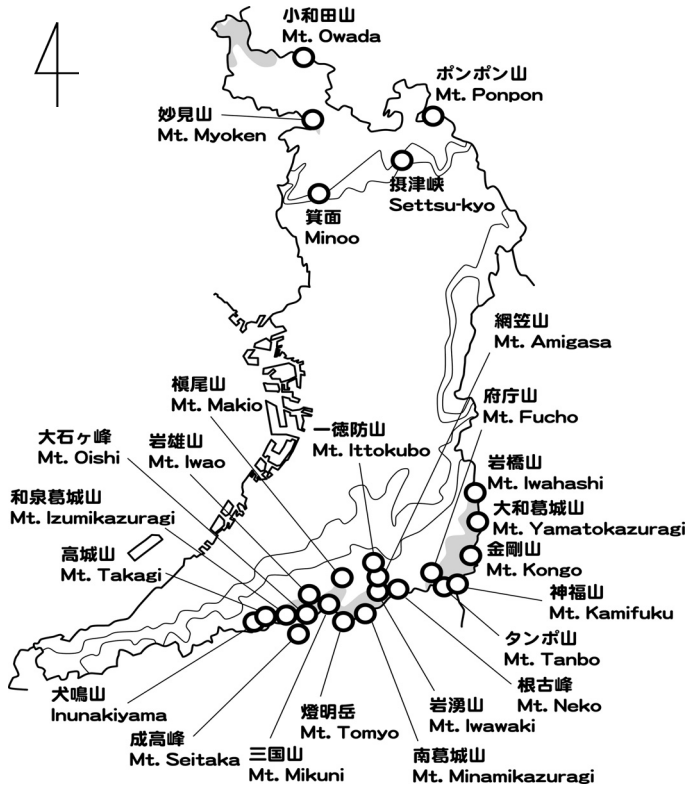 小和田山
Mt. Owada
ポンポン山
Mt. Ponpon
妙見山
Mt. Myoken
摂津峡
Settsu-kyo
箕面
Minoo
網笠山
Mt. Amigasa
槇尾山
Mt. Makio
府庁山
Mt. Fucho
一徳防山
Mt. Ittokubo
大石ヶ峰
Mt. Oishi
岩雄山
Mt. Iwao
岩橋山
Mt. Iwahashi
和泉葛城山
Mt. Izumikazuragi
大和葛城山
Mt. Yamatokazuragi
高城山
Mt. Takagi
金剛山
Mt. Kongo
神福山
Mt. Kamifuku
タンポ山
Mt. Tanbo
根古峰
Mt. Neko
犬鳴山
Inunakiyama
燈明岳
Mt. Tomyo
岩湧山
Mt. Iwawaki
成高峰
Mt. Seitaka
三国山
Mt. Mikuni
南葛城山
Mt. Minamikazuragi